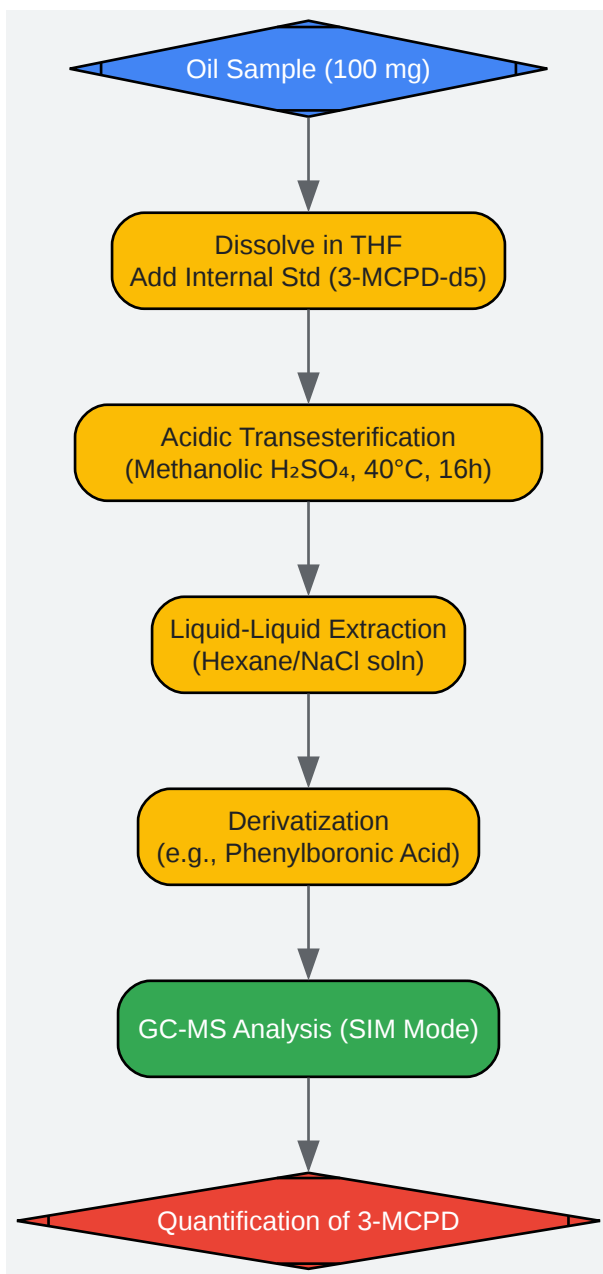 Oil Sample (100 mg)
Dissolve in THF
Add Internal Std (3-MCPD-d5)
Acidic Transesterification
(Methanolic H₂SO₄, 40°C, 16h)
Liquid-Liquid Extraction
(Hexane/NaCl soln)
Derivatization
(e.g., Phenylboronic Acid)
GC-MS Analysis (SIM Mode)
Quantification of 3-MCPD